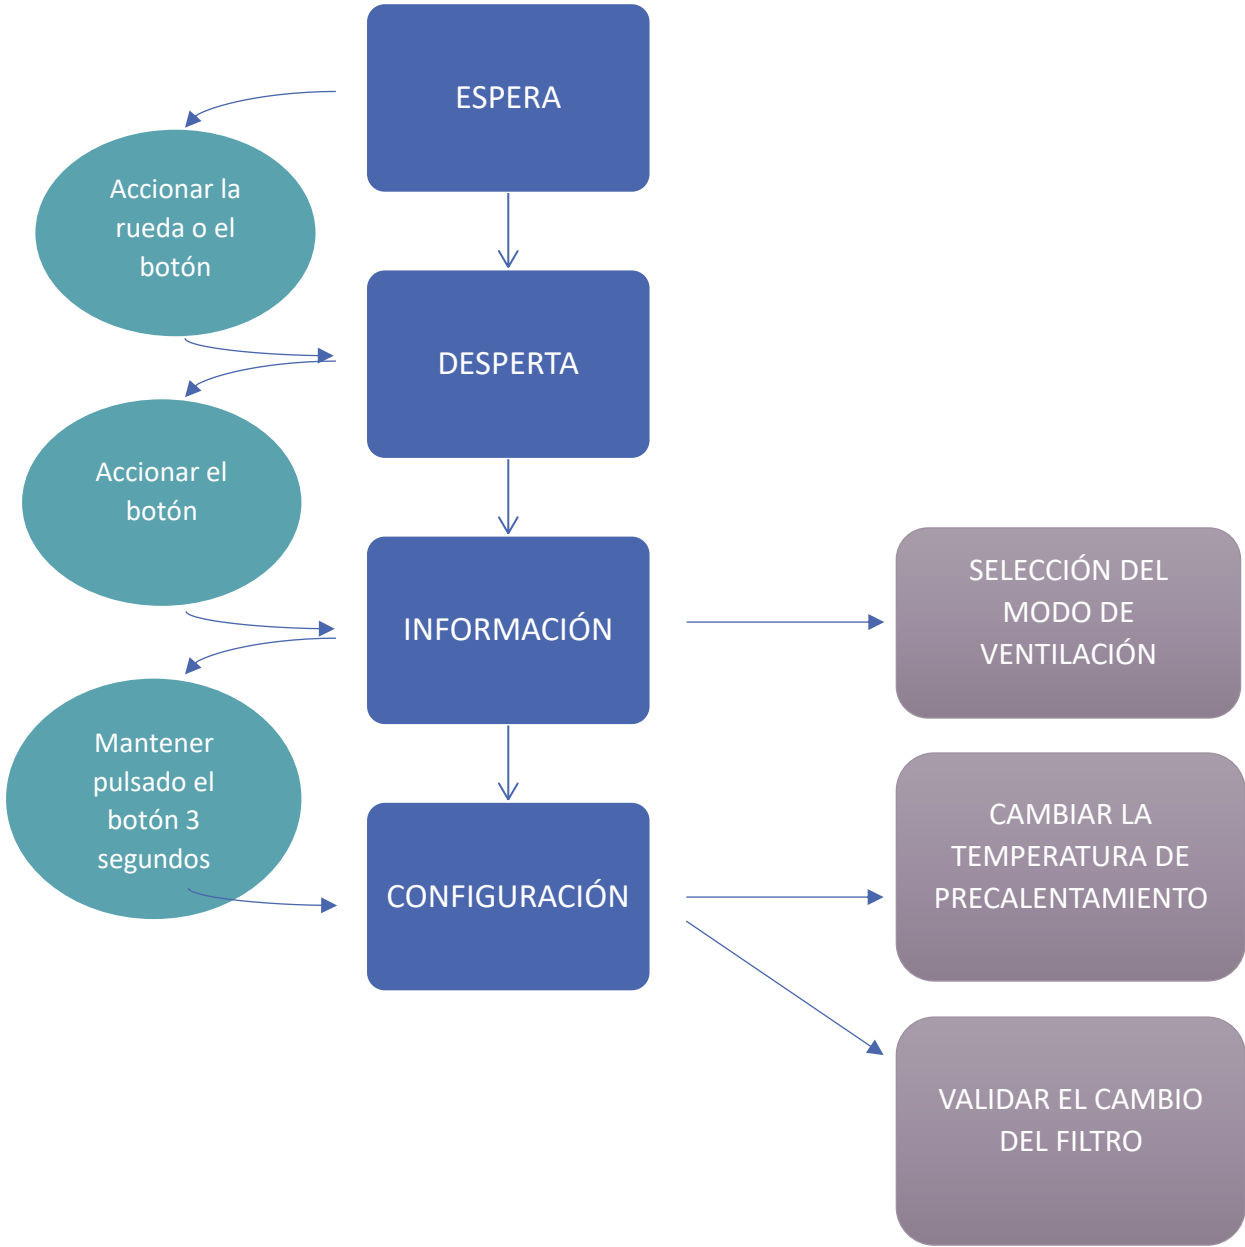 ESPERA
Accionar la
rueda o el
botón
DESPERTA
Accionar el
botón
INFORMACIÓN
SELECCIÓN DEL
MODO DE
VENTILACIÓN
Mantener
pulsado el
botón 3
segundos
CONFIGURACIÓN
CAMBIAR LA
TEMPERATURA DE
PRECALENTAMIENTO
VALIDAR EL CAMBIO
DEL FILTRO